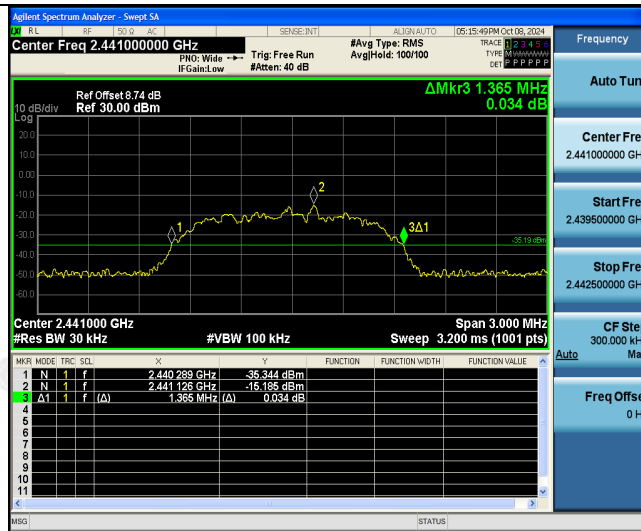 Agilent Spectrum Analyzer - Swept SA
LXI RL RF 50 Ω AC SENSE:INT ALIGN AUTO 05:15:49PM Oct 08, 2024
Center Freq 2.441000000 GHz
PNO: Wide
IFGain:Low
Trig: Free Run
#Atten: 40 dB
#Avg Type: RMS
Avg|Hold: 100/100
TRACE 1 2 3 4 5 6
TYPE M
DET P P P P P P
ΔMkr3 1.365 MHz
0.034 dB
Ref Offset 8.74 dB
10 dB/div Ref 30.00 dBm
Log
20.0
10.0
0.00
-10.0
-20.0
-30.0
-40.0
-50.0
-60.0
1
2
3Δ1
-35.19 dBm
Center 2.441000 GHz Span 3.000 MHz
#Res BW 30 kHz #VBW 100 kHz Sweep 3.200 ms (1001 pts)
MKR MODE TRC SCL X Y FUNCTION FUNCTION WIDTH FUNCTION VALUE
1 N 1 f 2.440 289 GHz -35.344 dBm
2 N 1 f 2.441 126 GHz -15.185 dBm
3 Δ1 1 f (Δ) 1.365 MHz (Δ) 0.034 dB
4
5
6
7
8
9
10
11
MSG STATUS
Frequency
Auto Tun
Center Fre
2.441000000 GH
Start Fre
2.439500000 GH
Stop Fre
2.442500000 GH
CF Ste
300.000 kH
Auto Ma
Freq Offse
0 H